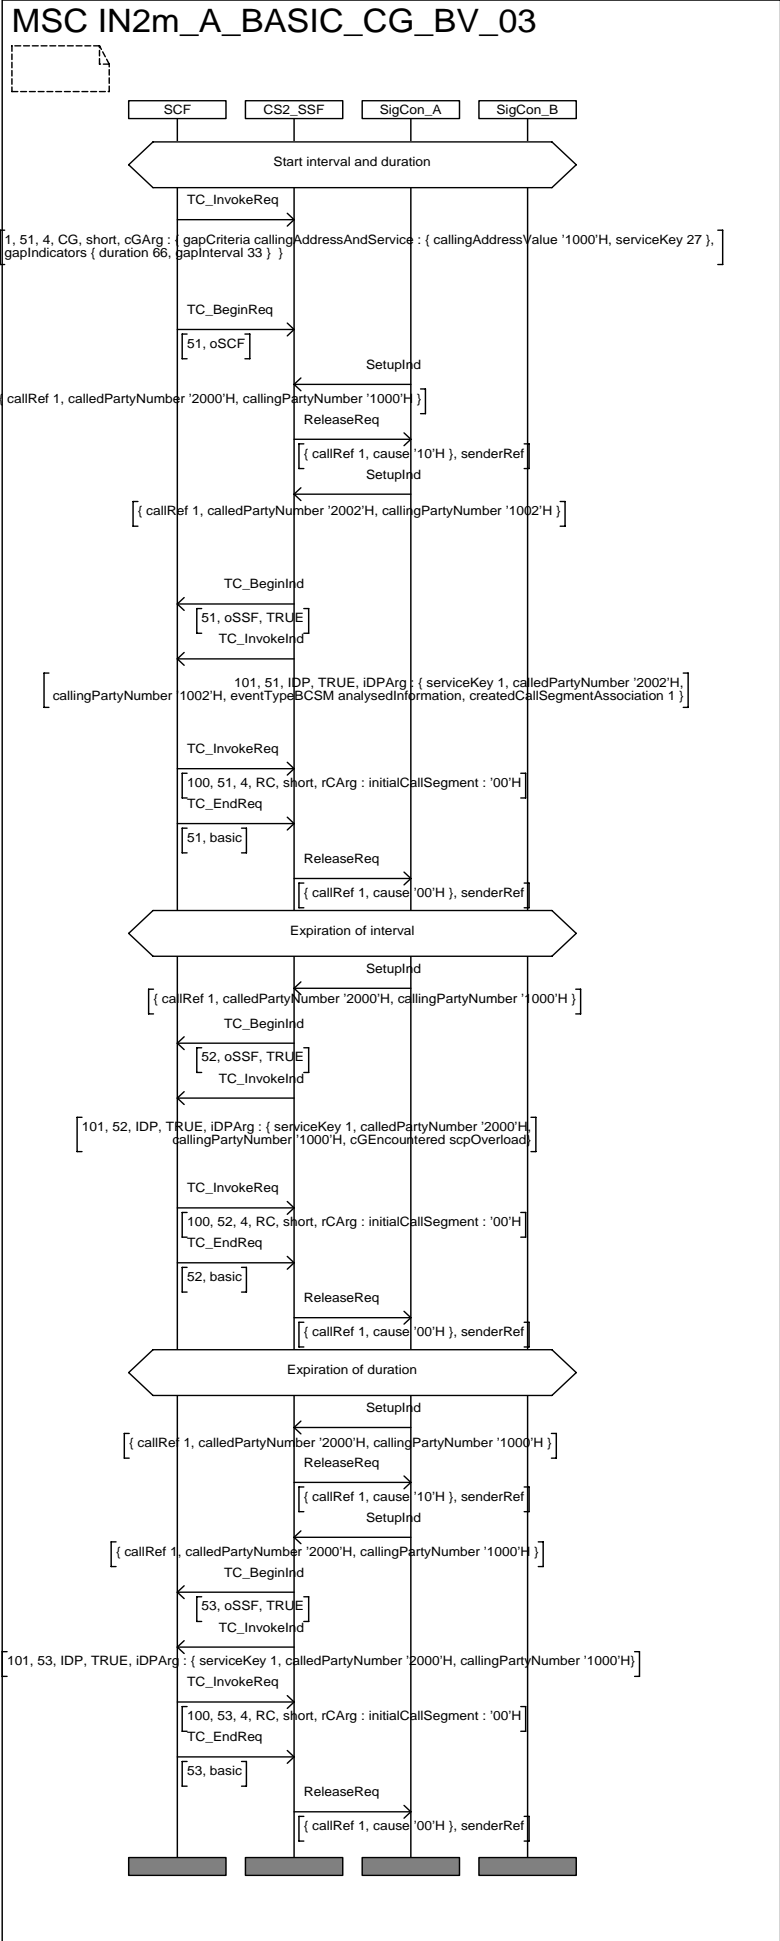 MSC IN2m_A_BASIC_CG_BV_03
SCF CS2_SSF SigCon_A SigCon_B
Start interval and duration
TC_InvokeReq
1, 51, 4, CG, short, cGArg : { gapCriteria callingAddressAndService : { callingAddressValue '1000'H, serviceKey 27 },
gapIndicators { duration 66, gapInterval 33 } }
TC_BeginReq
51, oSCF
SetupInd
{ callRef 1, calledPartyNumber '2000'H, callingPartyNumber '1000'H }
ReleaseReq
{ callRef 1, cause '10'H }, senderRef
SetupInd
{ callRef 1, calledPartyNumber '2002'H, callingPartyNumber '1002'H }
TC_BeginInd
51, oSSF, TRUE
TC_InvokeInd
101, 51, IDP, TRUE, iDPArg : { serviceKey 1, calledPartyNumber '2002'H,
callingPartyNumber '1002'H, eventTypeBCSM analysedInformation, createdCallSegmentAssociation 1 }
TC_InvokeReq
100, 51, 4, RC, short, rCArg : initialCallSegment : '00'H
TC_EndReq
51, basic
ReleaseReq
{ callRef 1, cause '00'H }, senderRef
Expiration of interval
SetupInd
{ callRef 1, calledPartyNumber '2000'H, callingPartyNumber '1000'H }
TC_BeginInd
52, oSSF, TRUE
TC_InvokeInd
101, 52, IDP, TRUE, iDPArg : { serviceKey 1, calledPartyNumber '2000'H,
callingPartyNumber '1000'H, cGEncountered scpOverload}
TC_InvokeReq
100, 52, 4, RC, short, rCArg : initialCallSegment : '00'H
TC_EndReq
52, basic
ReleaseReq
{ callRef 1, cause '00'H }, senderRef
Expiration of duration
SetupInd
{ callRef 1, calledPartyNumber '2000'H, callingPartyNumber '1000'H }
ReleaseReq
{ callRef 1, cause '10'H }, senderRef
SetupInd
{ callRef 1, calledPartyNumber '2000'H, callingPartyNumber '1000'H }
TC_BeginInd
53, oSSF, TRUE
TC_InvokeInd
101, 53, IDP, TRUE, iDPArg : { serviceKey 1, calledPartyNumber '2000'H, callingPartyNumber '1000'H}
TC_InvokeReq
100, 53, 4, RC, short, rCArg : initialCallSegment : '00'H
TC_EndReq
53, basic
ReleaseReq
{ callRef 1, cause '00'H }, senderRef